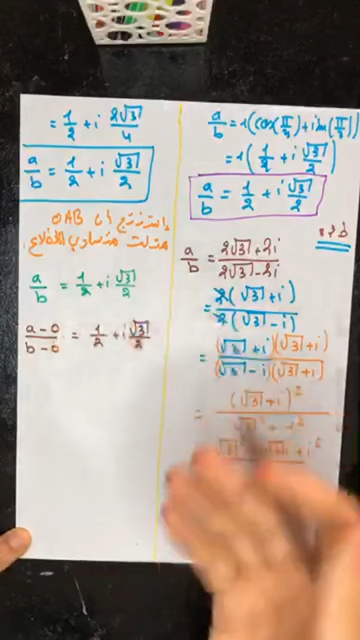 = 1/2 + i 2√3/4
a/b = 1/2 + i √3/2
إستنتج أن OAB
مثلث متساوي الأضلاع
a/b = 1/2 + i √3/2
a-0/b-0 = 1/2 + i √3/2
a/b = 1(cos(π/3) + i sin(π/3))
= 1(1/2 + i √3/2)
a/b = 1/2 + i √3/2
a/b = 2√3+2i/2√3-2i
= 2(√3+i)/2(√3-i)
= (√3+i)(√3+i)/(√3-i)(√3+i)
= (√3+i)²